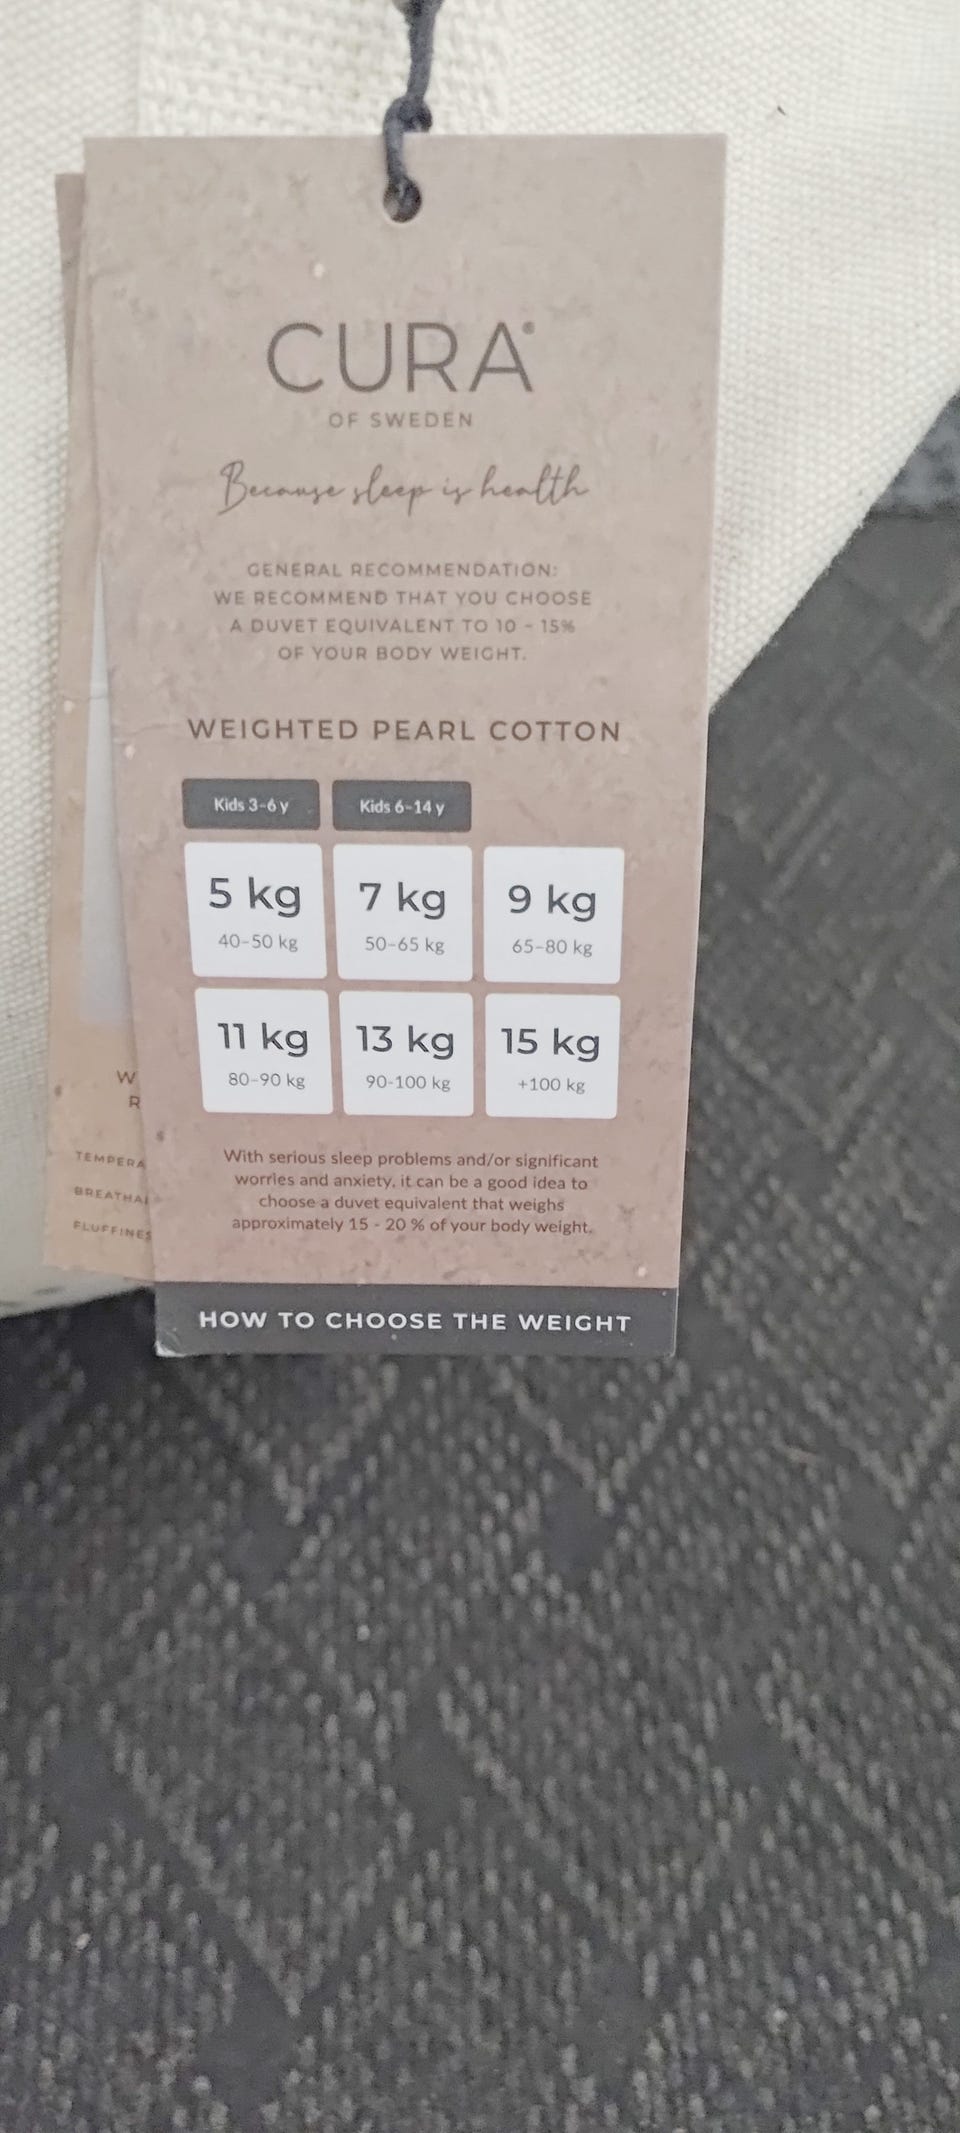 CURA
OF SWEDEN
Because sleep is health
GENERAL RECOMMENDATION:
WE RECOMMEND THAT YOU CHOOSE
A DUVET EQUIVALENT TO 10 - 15%
OF YOUR BODY WEIGHT.
WEIGHTED PEARL COTTON
Kids 3-6 y Kids 6-14 y
5 kg 7 kg 9 kg
40-50 kg 50-65 kg 65-80 kg
11 kg 13 kg 15 kg
80-90 kg 90-100 kg +100 kg
With serious sleep problems and/or significant
worries and anxiety, it can be a good idea to
choose a duvet equivalent that weighs
approximately 15 - 20 % of your body weight.
HOW TO CHOOSE THE WEIGHT
W
R
TEMPERA
BREATHA
FLUFFINES